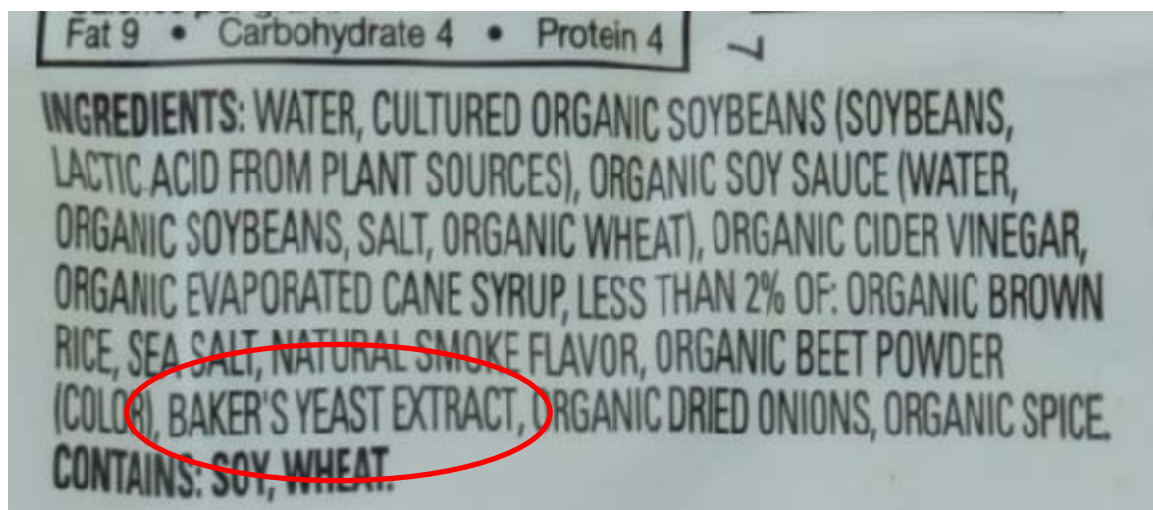 Fat 9 • Carbohydrate 4 • Protein 4
7
INGREDIENTS: WATER, CULTURED ORGANIC SOYBEANS (SOYBEANS,
LACTIC ACID FROM PLANT SOURCES), ORGANIC SOY SAUCE (WATER,
ORGANIC SOYBEANS, SALT, ORGANIC WHEAT), ORGANIC CIDER VINEGAR,
ORGANIC EVAPORATED CANE SYRUP, LESS THAN 2% OF: ORGANIC BROWN
RICE, SEA SALT, NATURAL SMOKE FLAVOR, ORGANIC BEET POWDER
(COLOR), BAKER'S YEAST EXTRACT, ORGANIC DRIED ONIONS, ORGANIC SPICE.
CONTAINS: SOY, WHEAT.